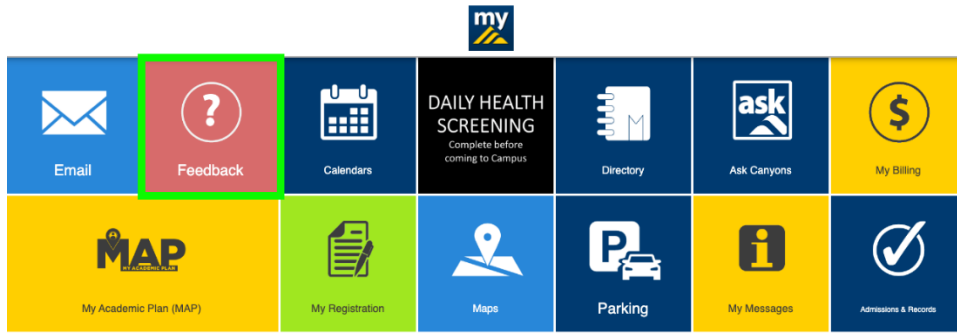 my
DAILY HEALTH
SCREENING
Complete before
coming to Campus
?
M
ask
$
Email
Feedback
Calendars
Directory
Ask Canyons
My Billing
MAP
MY ACADEMIC PLAN
P
i
My Academic Plan (MAP)
My Registration
Maps
Parking
My Messages
Admissions & Records